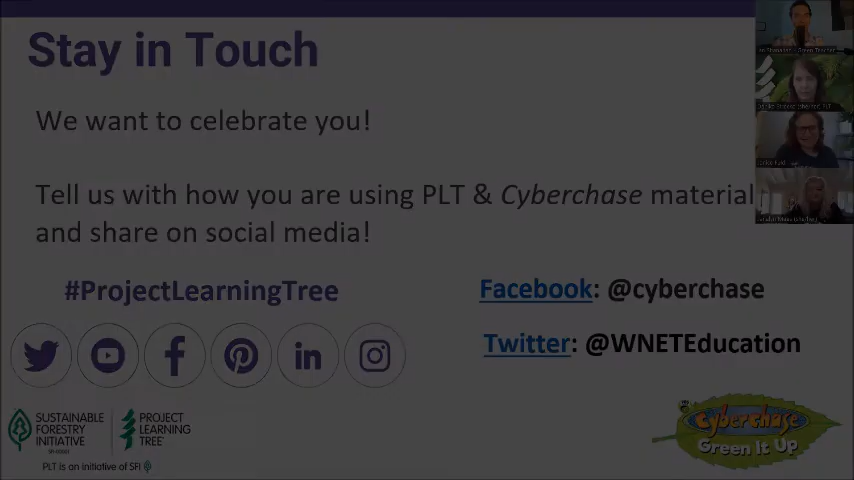 Stay in Touch
We want to celebrate you!
Tell us with how you are using PLT & Cyberchase material
and share on social media!
#ProjectLearningTree
Facebook: @cyberchase
Twitter: @WNETEducation
SUSTAINABLE
FORESTRY
INITIATIVE
PROJECT
LEARNING
TREE
PLT is an initiative of SFI
cyberchase
Green It Up